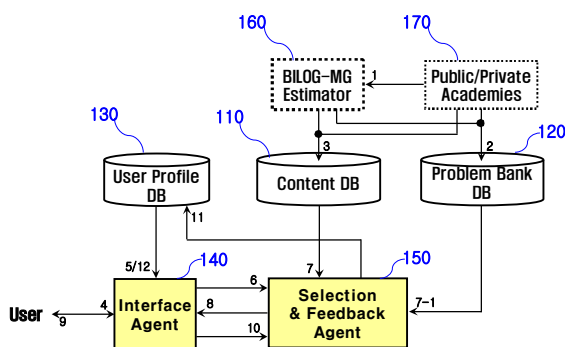 160
170
BILOG-MG
Estimator
1
Public/Private
Academies
130
110
3
2
120
User Profile
DB
Content DB
Problem Bank
DB
11
5/12
140
7
150
User
4
9
Interface
Agent
6
8
10
Selection
& Feedback
Agent
7-1